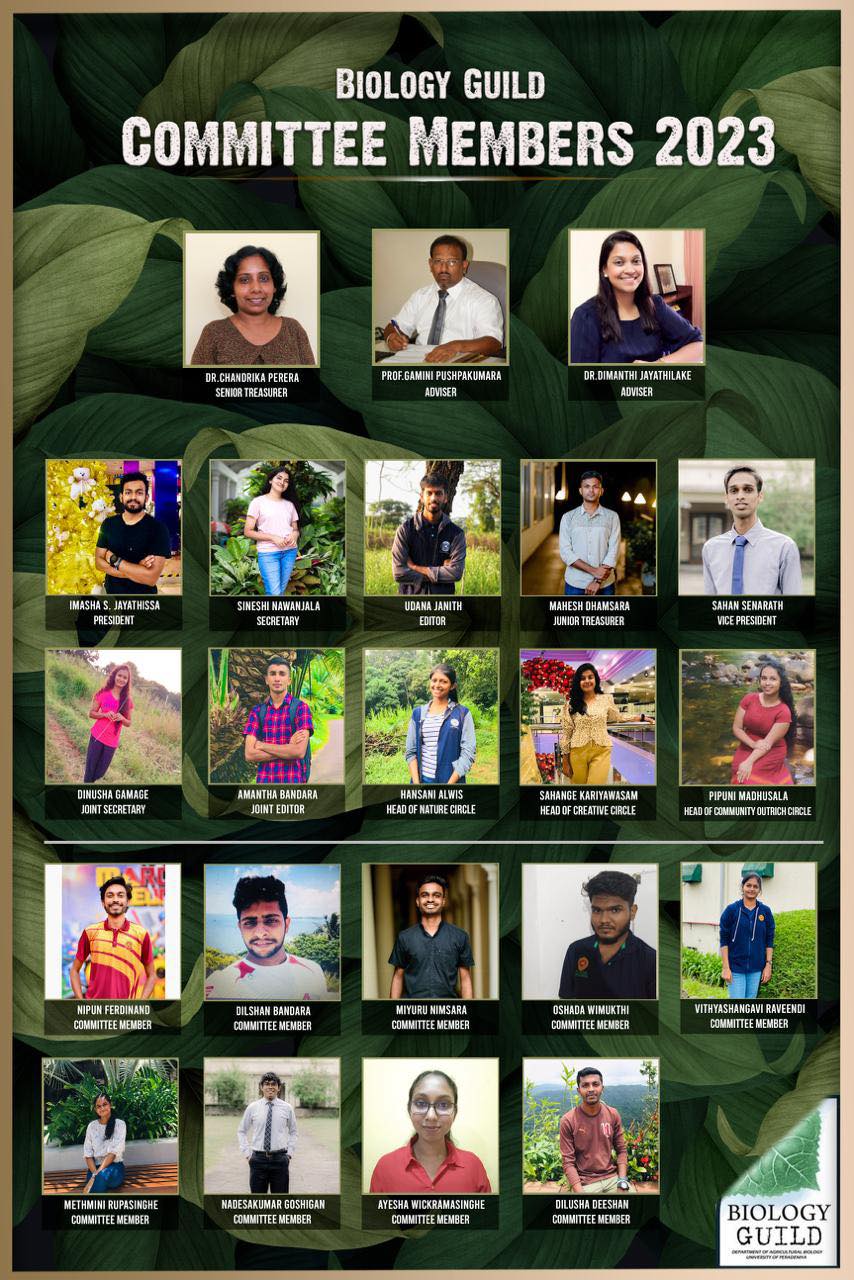 BIOLOGY GUILD
COMMITTEE MEMBERS 2023
DR.CHANDRIKA PERERA
SENIOR TREASURER
PROF.GAMINI PUSHPAKUMARA
ADVISER
DR.DIMANTHI JAYATHILAKE
ADVISER
IMASHA S. JAYATHISSA
PRESIDENT
SINESHI NAWANJALA
SECRETARY
UDANA JANITH
EDITOR
MAHESH DHAMSARA
JUNIOR TREASURER
SAHAN SENARATH
VICE PRESIDENT
DINUSHA GAMAGE
JOINT SECRETARY
AMANTHA BANDARA
JOINT EDITOR
HANSANI ALWIS
HEAD OF NATURE CIRCLE
SAHANGE KARIYAWASAM
HEAD OF CREATIVE CIRCLE
PIPUNI MADHUSALA
HEAD OF COMMUNITY OUTRICH CIRCLE
NIPUN FERDINAND
COMMITTEE MEMBER
DILSHAN BANDARA
COMMITTEE MEMBER
MIYURU NIMSARA
COMMITTEE MEMBER
OSHADA WIMUKTHI
COMMITTEE MEMBER
VITHYASHANGAVI RAVEENDI
COMMITTEE MEMBER
METHMINI RUPASINGHE
COMMITTEE MEMBER
NADESAKUMAR GOSHIGAN
COMMITTEE MEMBER
AYESHA WICKRAMASINGHE
COMMITTEE MEMBER
DILUSHA DEESHAN
COMMITTEE MEMBER
BIOLOGY
GUILD
DEPARTMENT OF AGRICULTURAL BIOLOGY
UNIVERSITY OF PERADENIYA